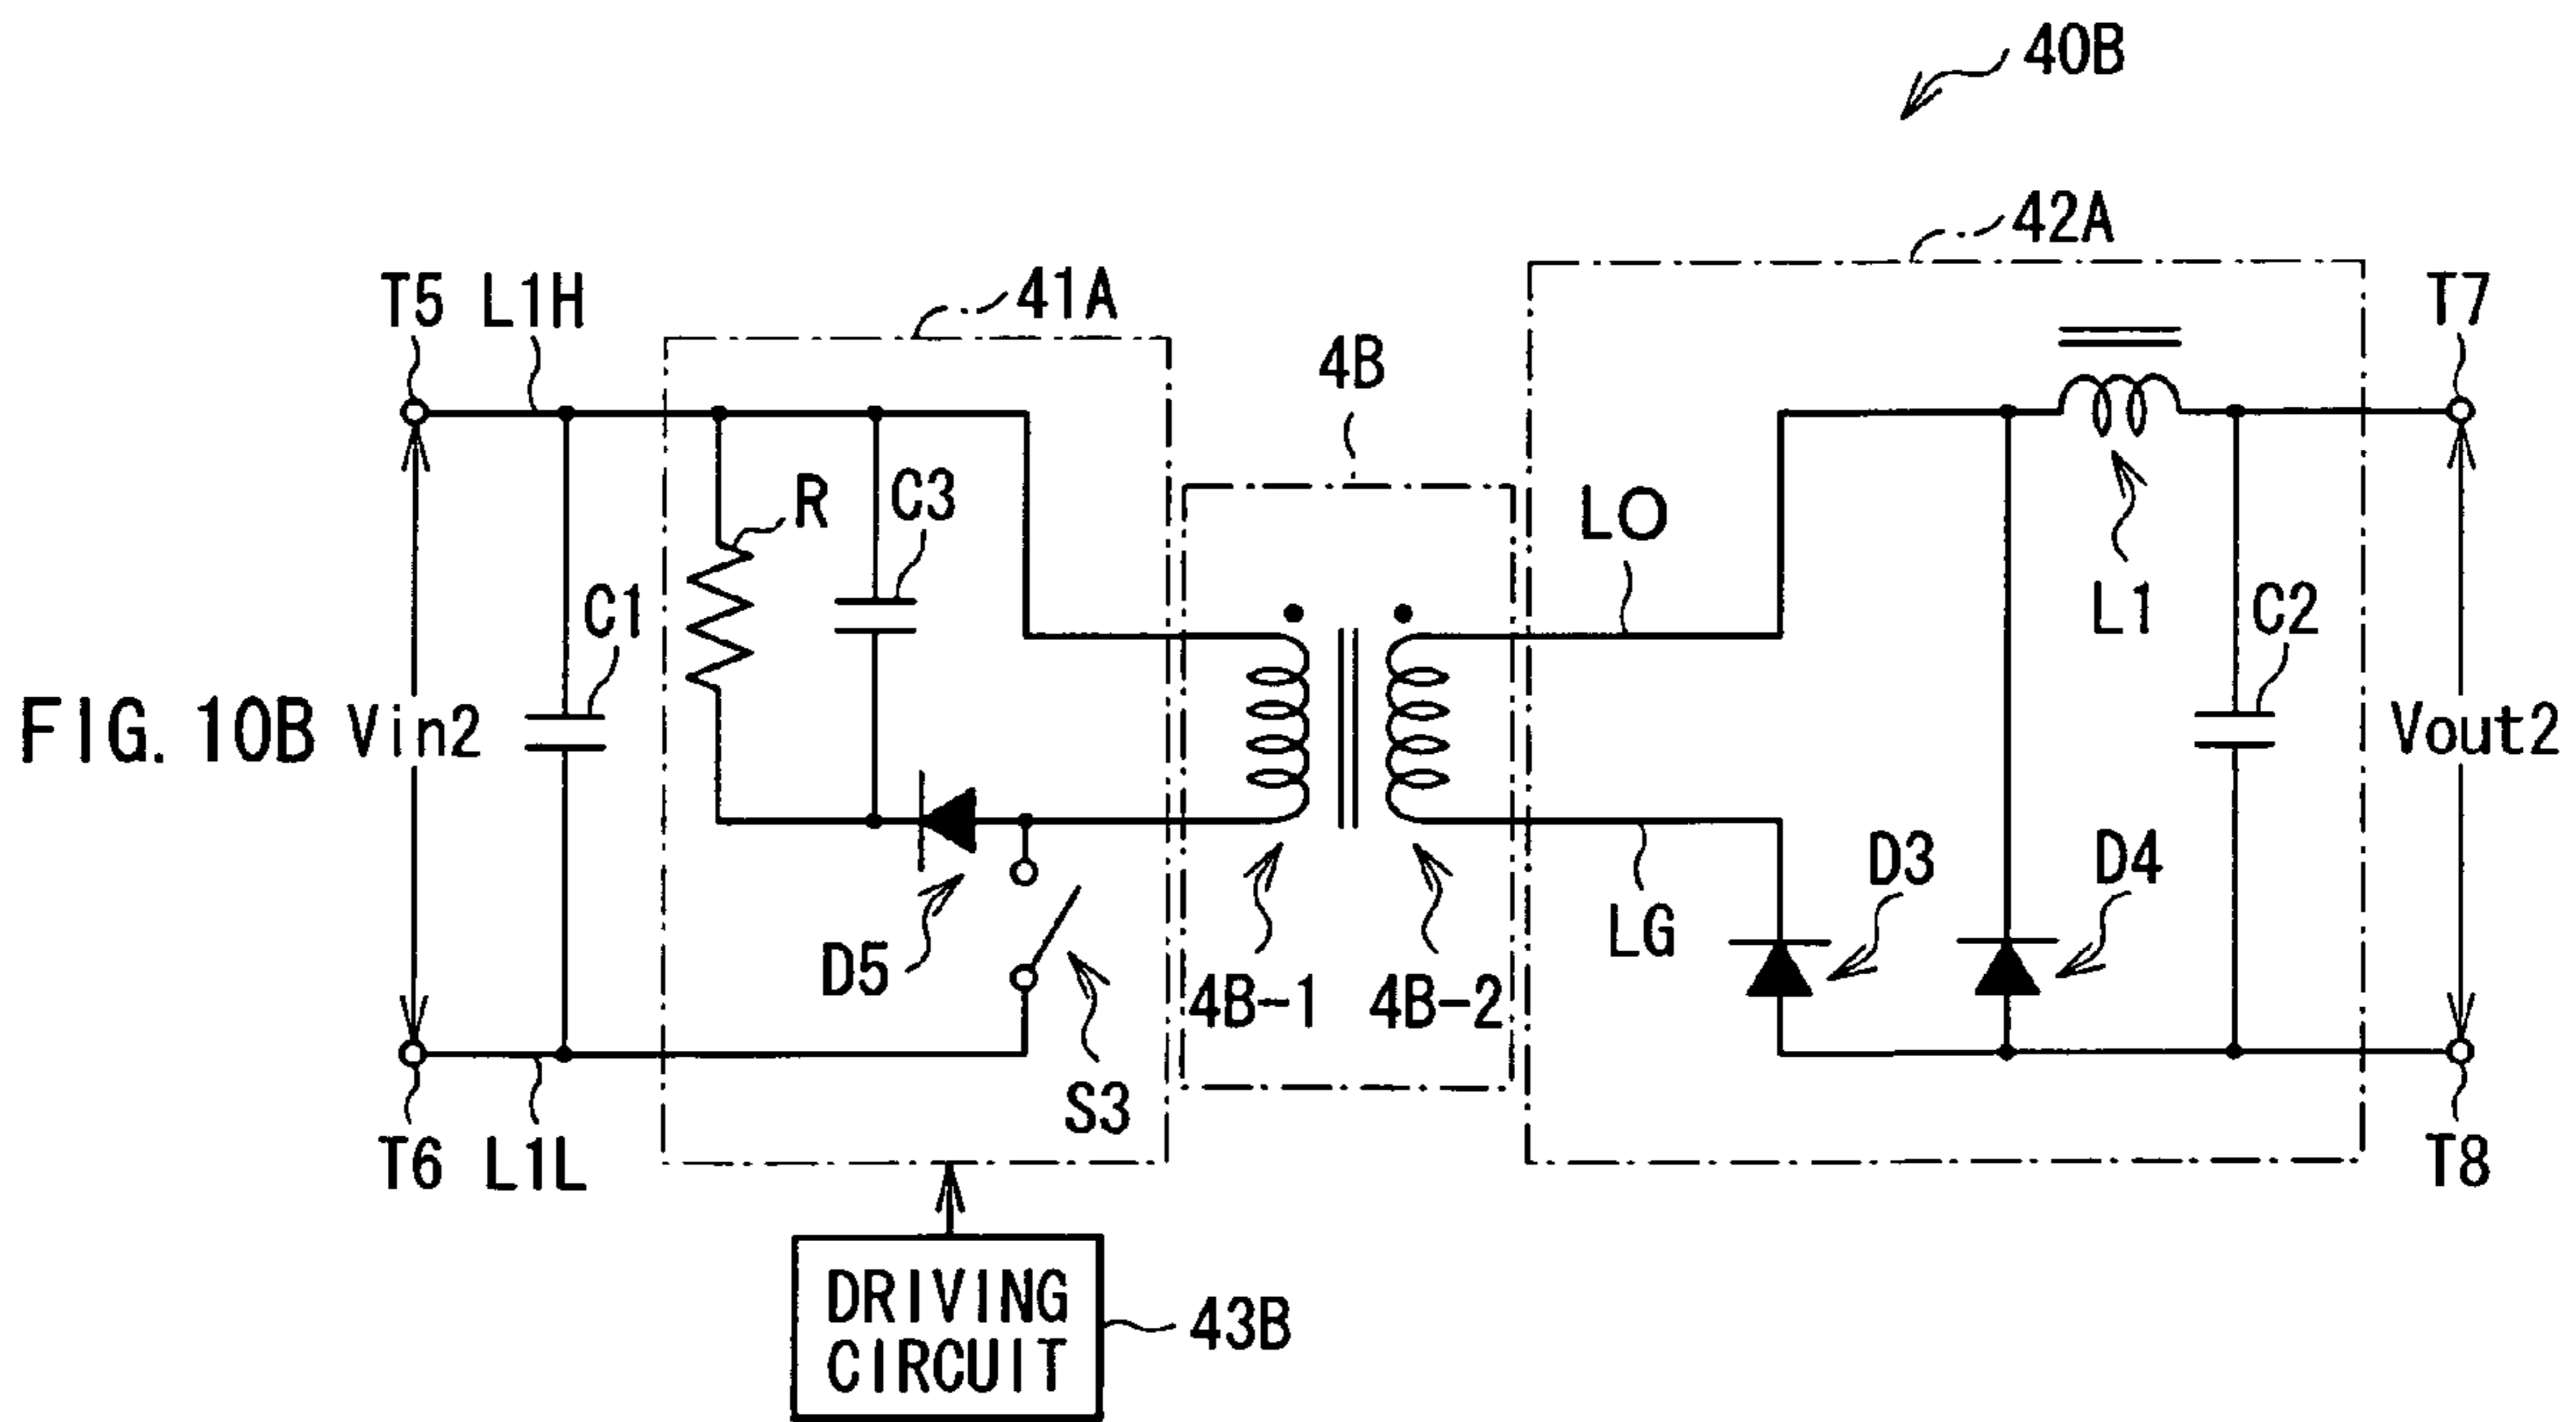 40B
42A
T5 L1H
41A
T7
4B
R
C3
LO
C1
L1
C2
FIG. 10B
Vin2
Vout2
D5
LG
D3
D4
4B-1
4B-2
S3
T6 L1L
T8
DRIVING
CIRCUIT
43B